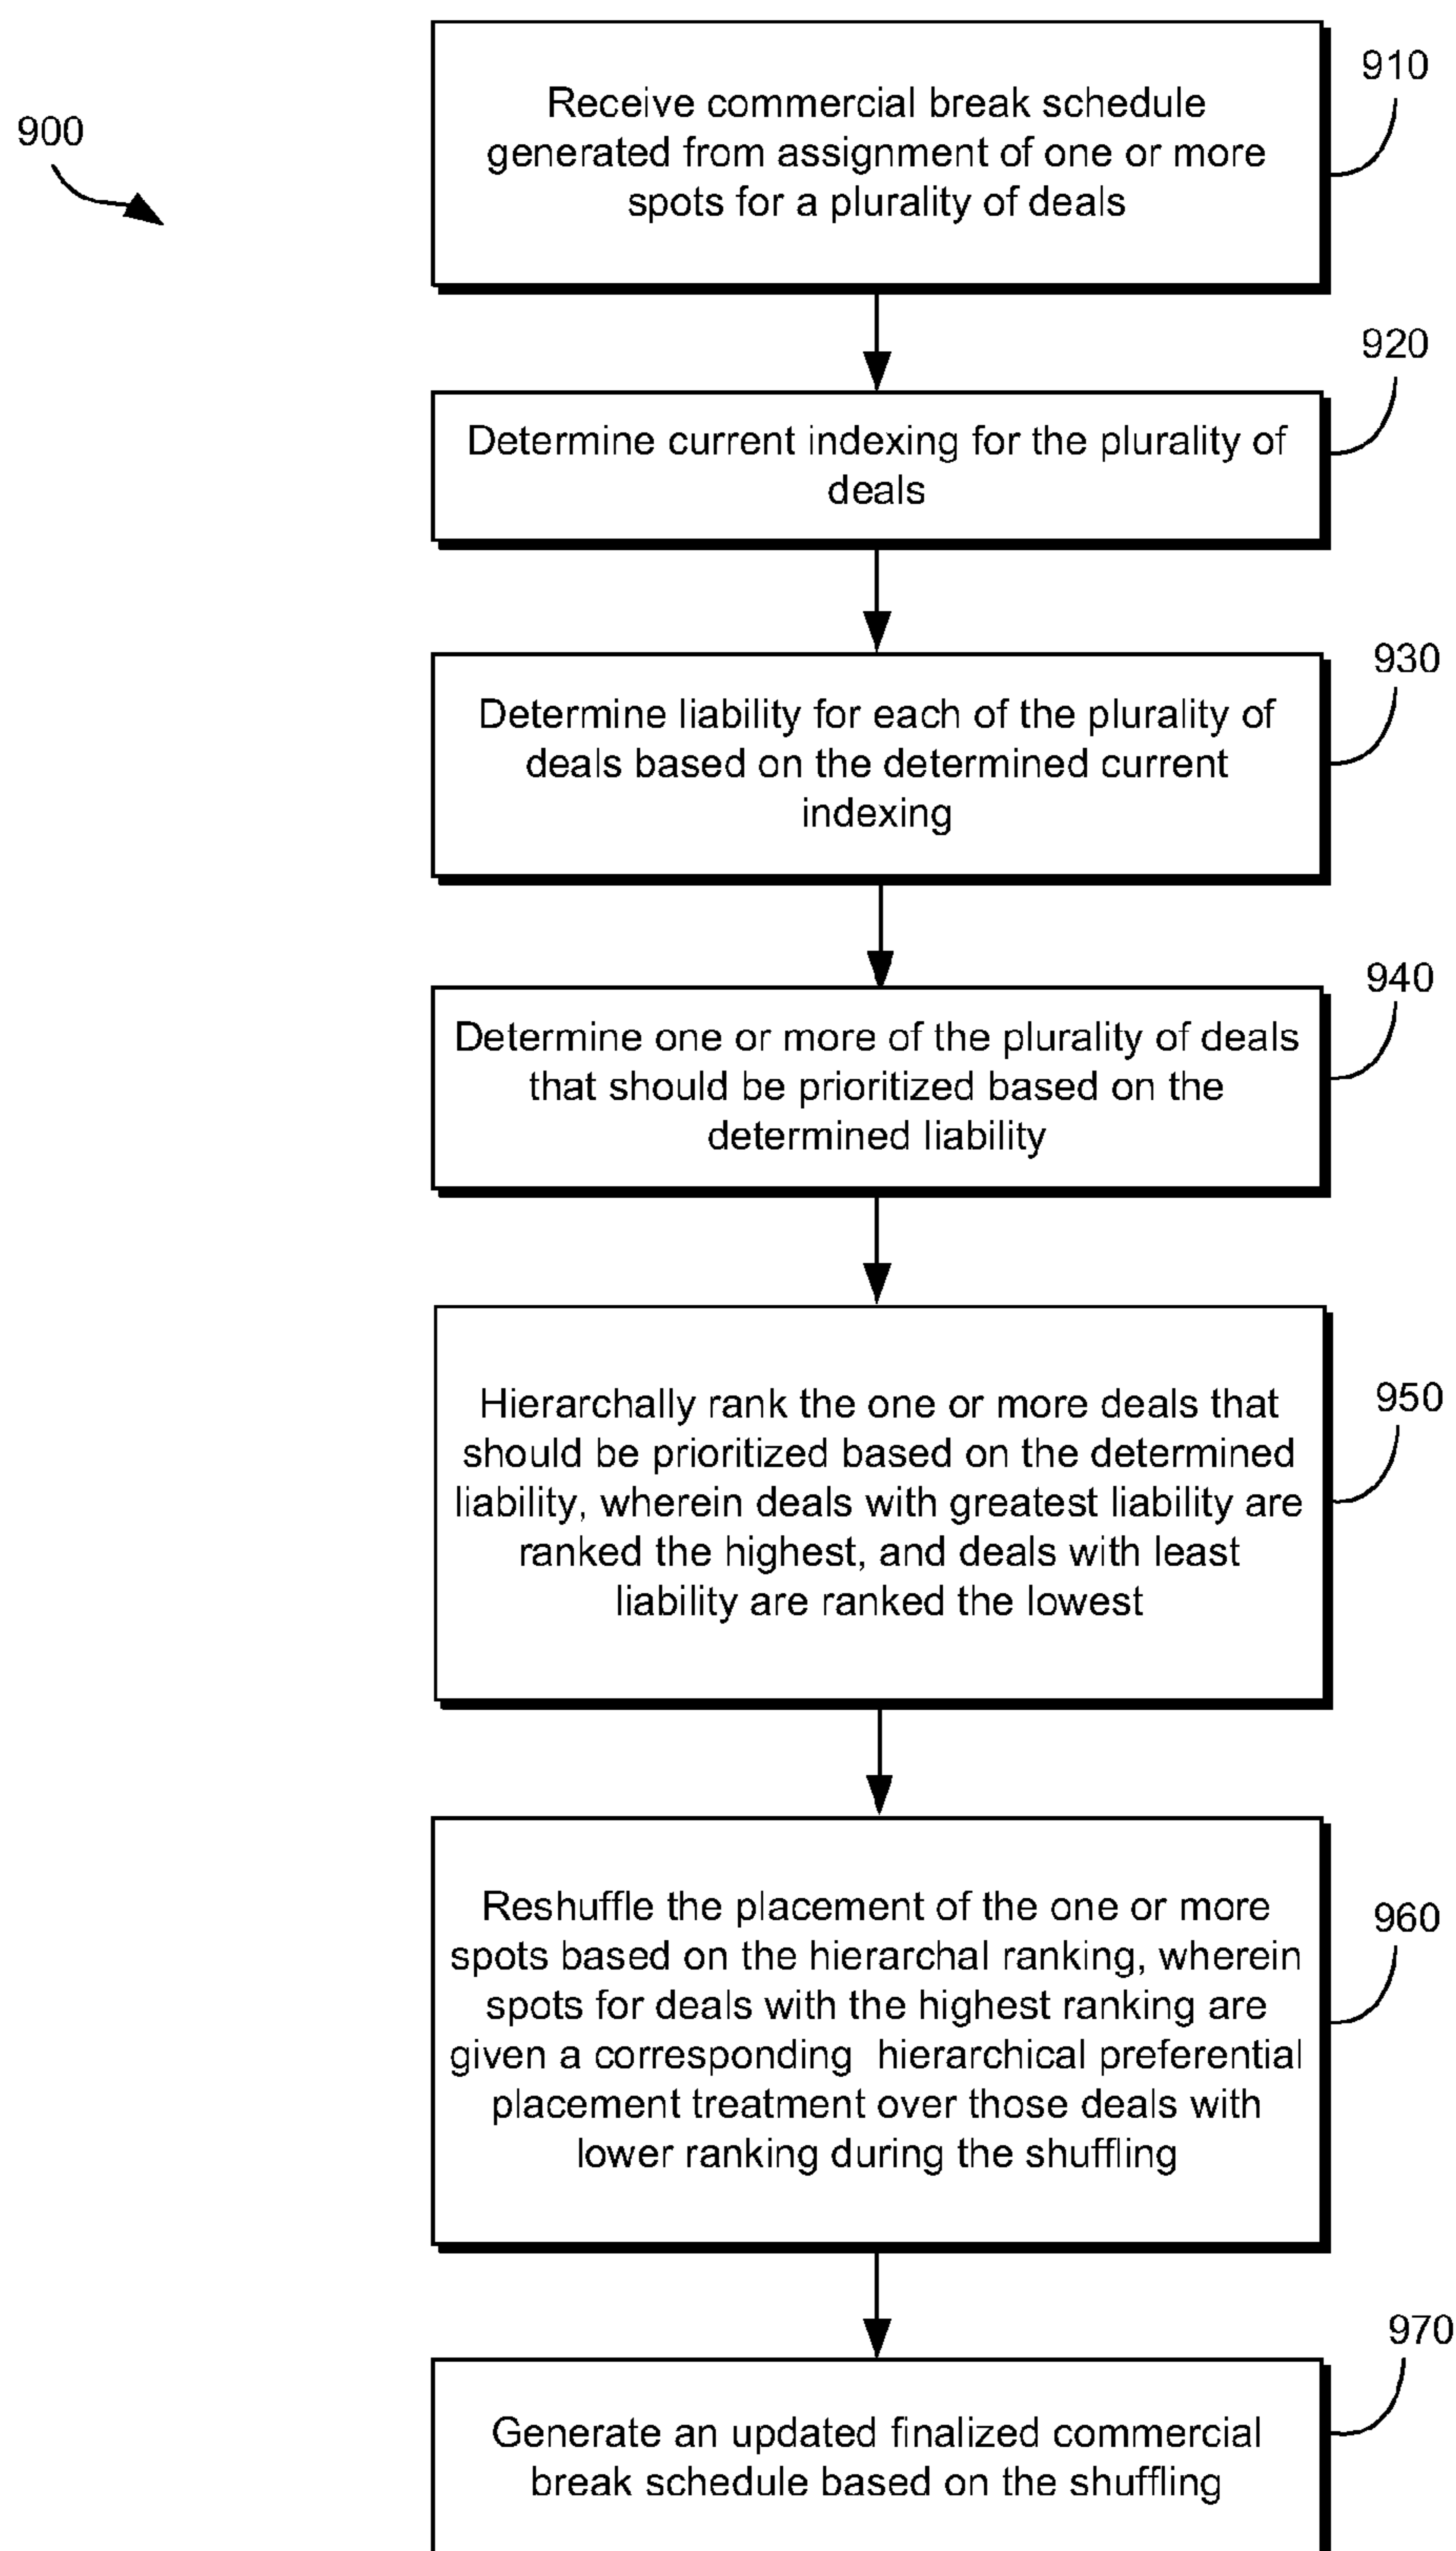 900
910
Receive commercial break schedule
generated from assignment of one or more
spots for a plurality of deals
920
Determine current indexing for the plurality of
deals
930
Determine liability for each of the plurality of
deals based on the determined current
indexing
940
Determine one or more of the plurality of deals
that should be prioritized based on the
determined liability
950
Hierarchally rank the one or more deals that
should be prioritized based on the determined
liability, wherein deals with greatest liability are
ranked the highest, and deals with least
liability are ranked the lowest
960
Reshuffle the placement of the one or more
spots based on the hierarchal ranking, wherein
spots for deals with the highest ranking are
given a corresponding  hierarchical preferential
placement treatment over those deals with
lower ranking during the shuffling
970
Generate an updated finalized commercial
break schedule based on the shuffling